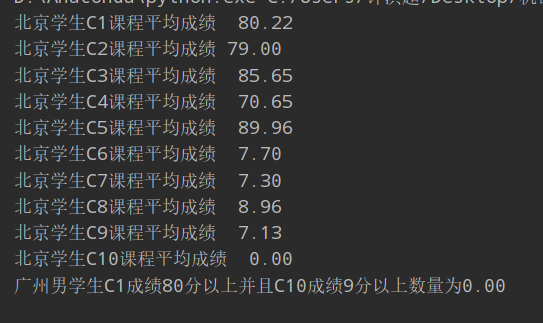 北京学生C1课程平均成绩  80.22
北京学生C2课程平均成绩 79.00
北京学生C3课程平均成绩  85.65
北京学生C4课程平均成绩  70.65
北京学生C5课程平均成绩  89.96
北京学生C6课程平均成绩  7.70
北京学生C7课程平均成绩  7.30
北京学生C8课程平均成绩  8.96
北京学生C9课程平均成绩  7.13
北京学生C10课程平均成绩  0.00
广州男学生C1成绩80分以上并且C10成绩9分以上数量为0.00